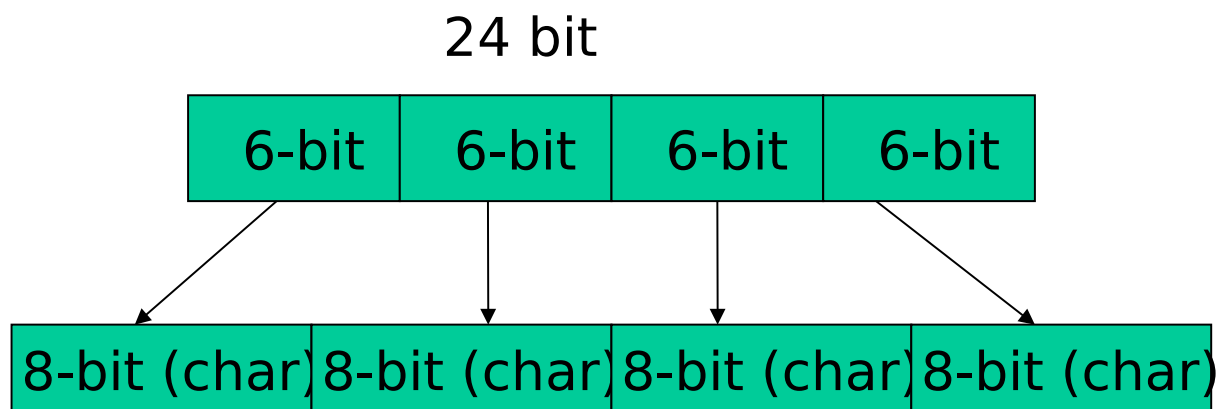 24 bit
6-bit 6-bit 6-bit 6-bit
8-bit (char) 8-bit (char) 8-bit (char) 8-bit (char)